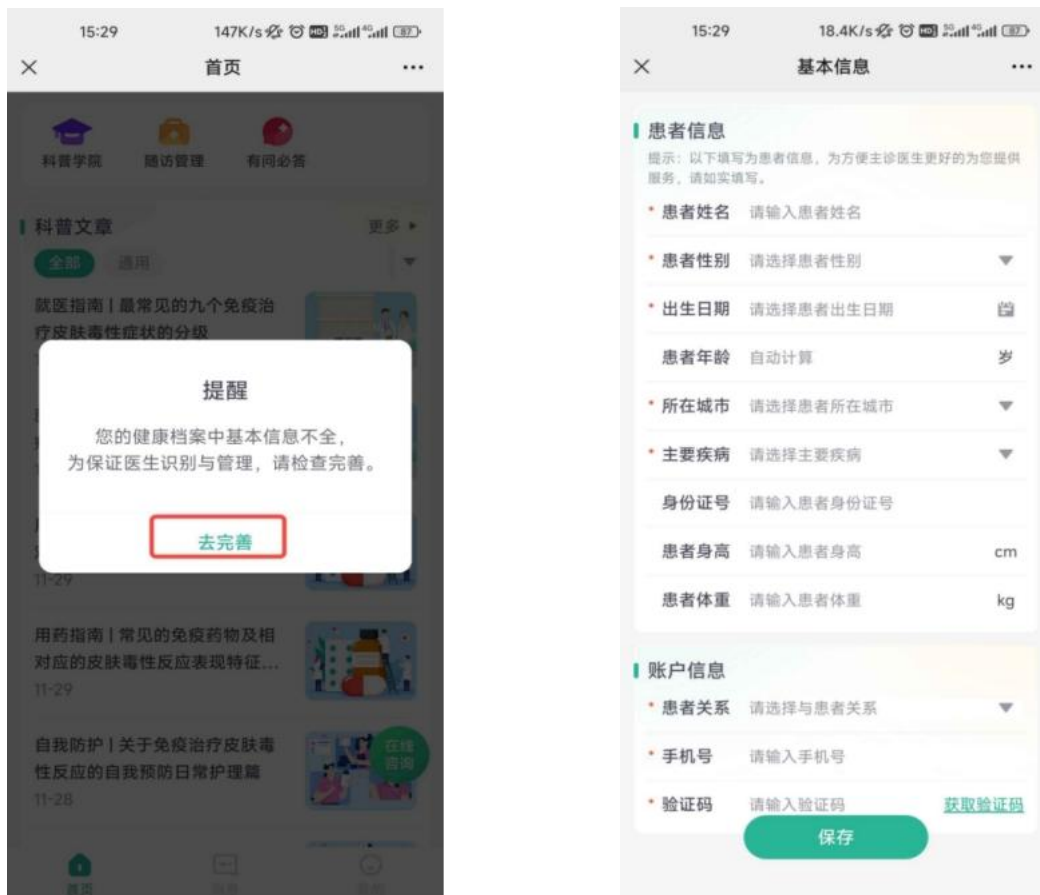 15:29
147K/s
HD
5G
4G
87
首页
科普学院
随访管理
有问必答
科普文章
更多
全部
通用
就医指南 | 最常见的九个免疫治
疗皮肤毒性症状的分级
提醒
您的健康档案中基本信息不全,
为保证医生识别与管理,请检查完善。
去完善
11-29
用药指南 | 常见的免疫药物及相
对应的皮肤毒性反应表现特征...
11-29
自我防护 | 关于免疫治疗皮肤毒
性反应的自我预防日常护理篇
11-28
在线
咨询
首页
15:29
18.4K/s
HD
5G
4G
87
基本信息
患者信息
提示:以下填写为患者信息,为方便主诊医生更好的为您提供
服务,请如实填写。
* 患者姓名 请输入患者姓名
* 患者性别 请选择患者性别
* 出生日期 请选择患者出生日期
患者年龄 自动计算 岁
* 所在城市 请选择患者所在城市
* 主要疾病 请选择主要疾病
身份证号 请输入患者身份证号
患者身高 请输入患者身高 cm
患者体重 请输入患者体重 kg
账户信息
* 患者关系 请选择与患者关系
* 手机号 请输入手机号
* 验证码 请输入验证码 获取验证码
保存